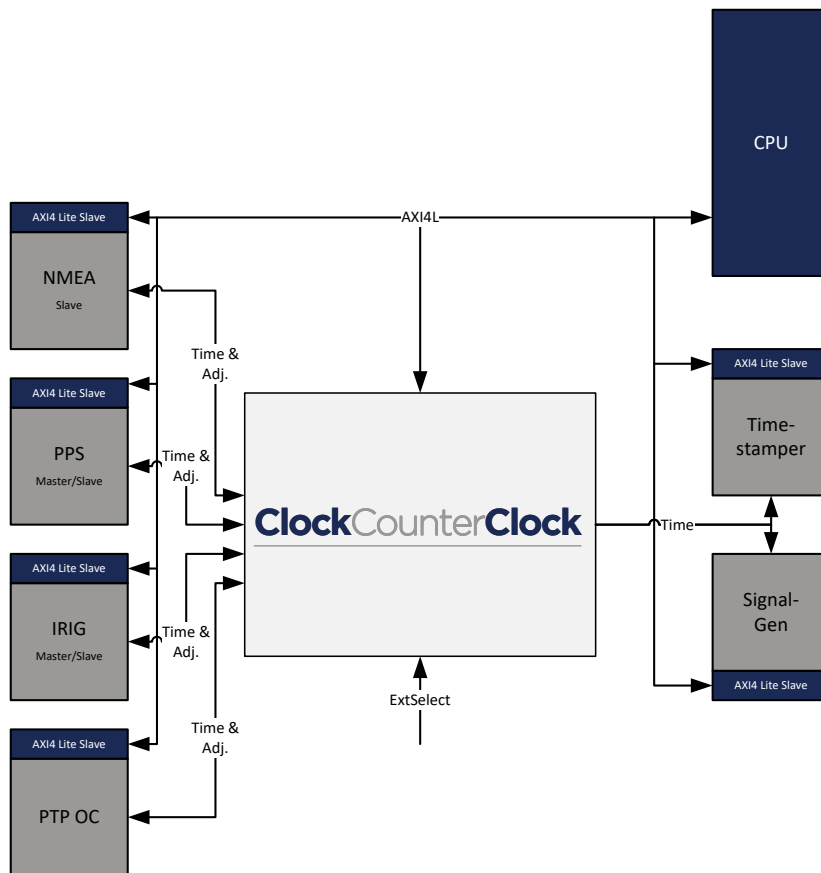 CPU
AXI4 Lite Slave
AXI4L
NMEA
Slave
Time &
Adj.
AXI4 Lite Slave
PPS
Master/Slave
Time &
Adj.
AXI4 Lite Slave
Time-
stamper
ClockCounterClock
Time
AXI4 Lite Slave
IRIG
Master/Slave
Time &
Adj.
Signal-
Gen
AXI4 Lite Slave
ExtSelect
Time &
Adj.
AXI4 Lite Slave
PTP OC